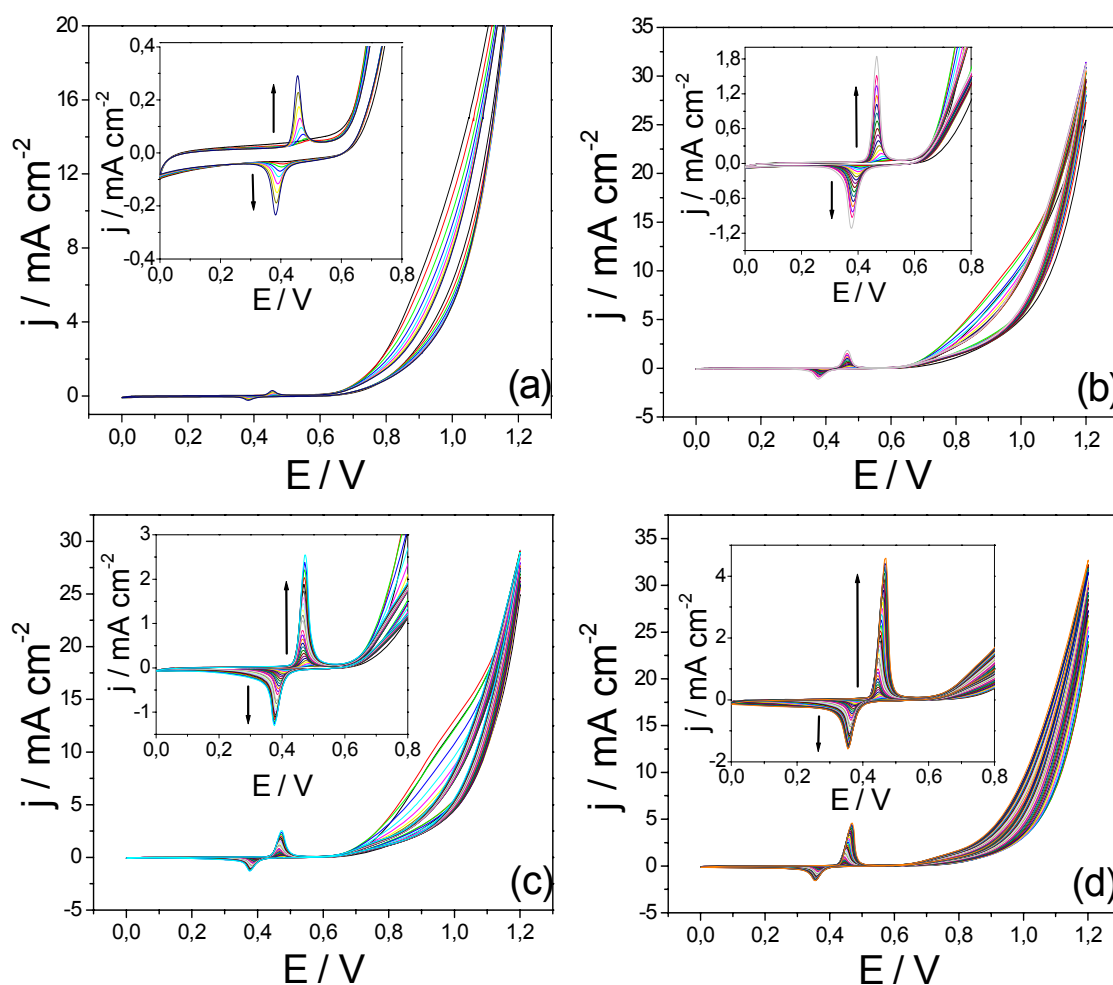 20
16
12
8
4
0
j / mA cm-2
0,0 0,2 0,4 0,6 0,8 1,0 1,2
E / V
(a)
0,4
0,2
0,0
-0,2
-0,4
j / mA cm-2
0,0 0,2 0,4 0,6 0,8
E / V
35
30
25
20
15
10
5
0
-5
j / mA cm-2
0,0 0,2 0,4 0,6 0,8 1,0 1,2
E / V
(b)
1,8
1,2
0,6
0,0
-0,6
-1,2
j / mA cm-2
0,0 0,2 0,4 0,6 0,8
E / V
30
25
20
15
10
5
0
-5
j / mA cm-2
0,0 0,2 0,4 0,6 0,8 1,0 1,2
E / V
(c)
3
2
1
0
-1
j / mA cm-2
0,0 0,2 0,4 0,6 0,8
E / V
35
30
25
20
15
10
5
0
-5
j / mA cm-2
0,0 0,2 0,4 0,6 0,8 1,0 1,2
E / V
(d)
4
2
0
-2
j / mA cm-2
0,0 0,2 0,4 0,6 0,8
E / V